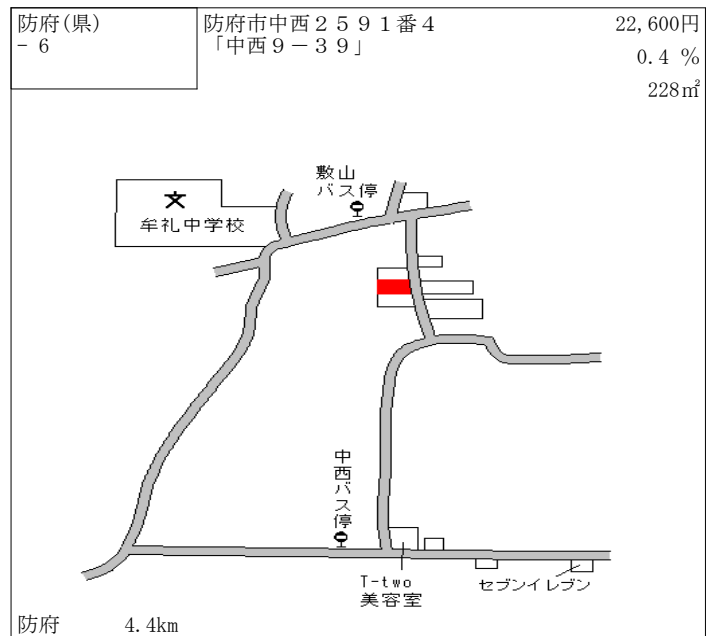 防府(県)
- 6
防府市中西２５９１番４
「中西９－３９」
22,600円
0.4 %
228㎡
敷山
バス停
文
牟礼中学校
中西バス停
T-two
美容室
セブンイレブン
防府 4.4km